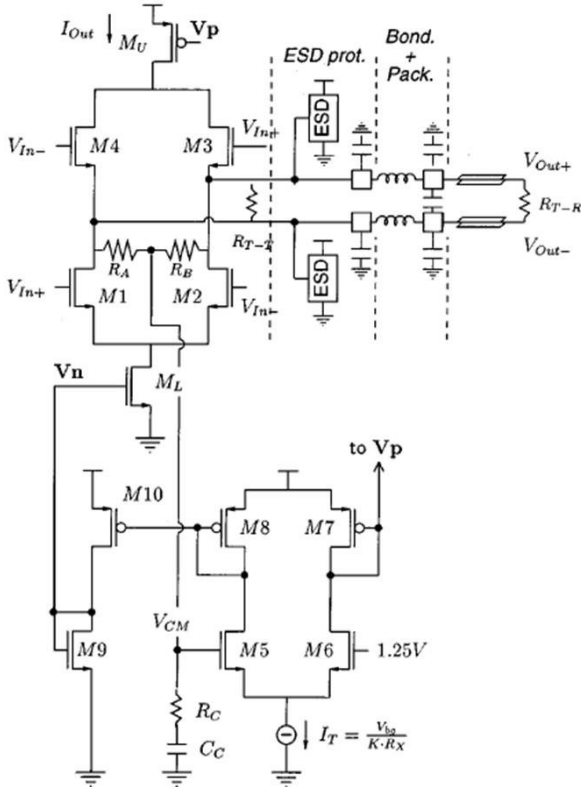 I_Out
M_U
Vp
ESD prot.
Bond.
+
Pack.
ESD
V_In-
M4
M3
V_In+
V_Out+
R_T-T
R_T-R
V_Out-
R_A
R_B
V_In+
M1
M2
V_In-
ESD
Vn
M_L
to Vp
M10
M8
M7
V_CM
M9
M5
M6
1.25V
R_C
I_T = V_bg / K·R_X
C_C